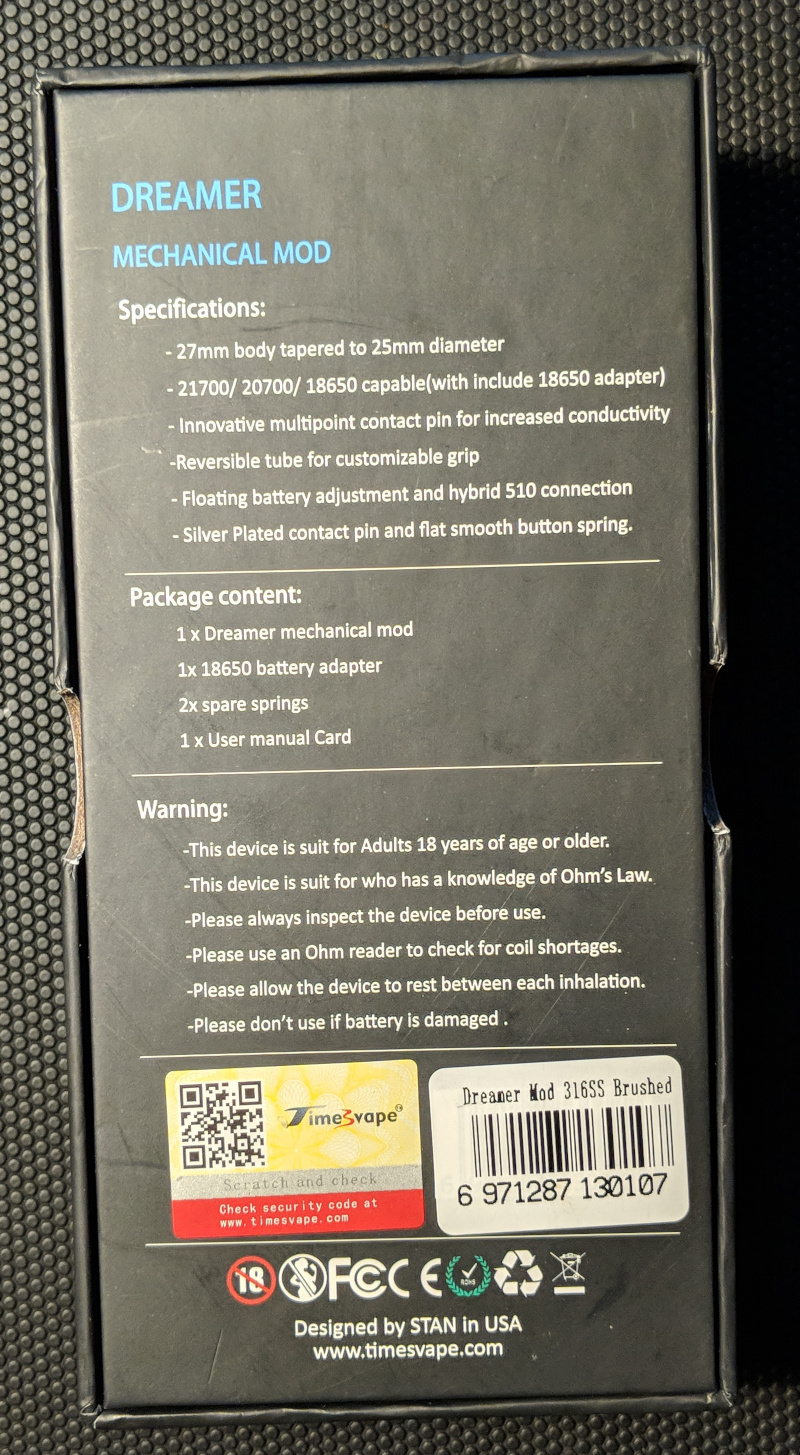 DREAMER
MECHANICAL MOD
Specifications:
- 27mm body tapered to 25mm diameter
- 21700/ 20700/ 18650 capable(with include 18650 adapter)
- Innovative multipoint contact pin for increased conductivity
-Reversible tube for customizable grip
- Floating battery adjustment and hybrid 510 connection
- Silver Plated contact pin and flat smooth button spring.
Package content:
1 x Dreamer mechanical mod
1x 18650 battery adapter
2x spare springs
1 x User manual Card
Warning:
-This device is suit for Adults 18 years of age or older.
-This device is suit for who has a knowledge of Ohm's Law.
-Please always inspect the device before use.
-Please use an Ohm reader to check for coil shortages.
-Please allow the device to rest between each inhalation.
-Please don't use if battery is damaged .
Timesvape
Scratch and check
Check security code at
www.timesvape.com
Dreamer Mod 316SS Brushed
6 971287 130107
18 FC CE RoHS
Designed by STAN in USA
www.timesvape.com